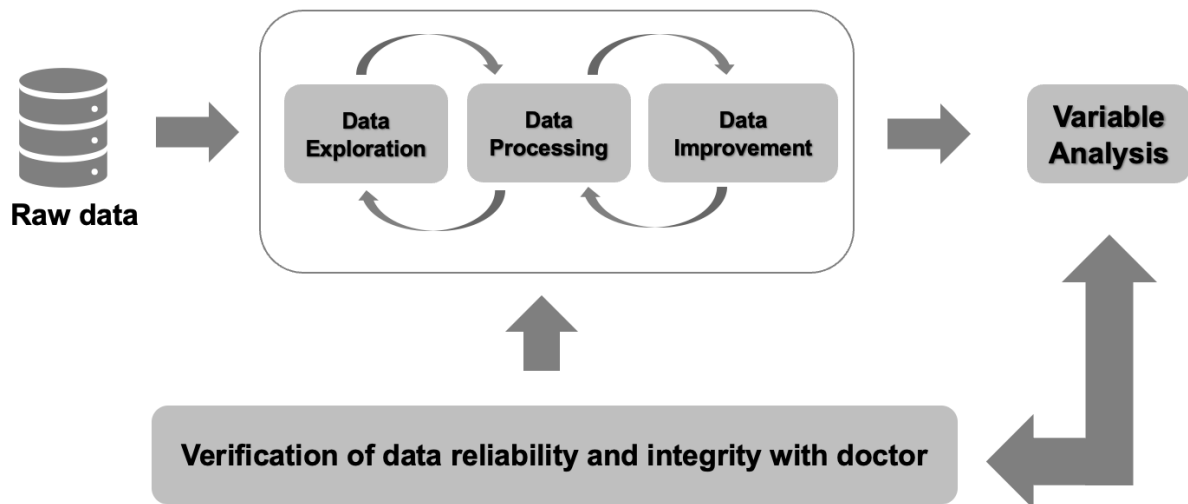 Raw data
Data
Exploration
Data
Processing
Data
Improvement
Variable
Analysis
Verification of data reliability and integrity with doctor